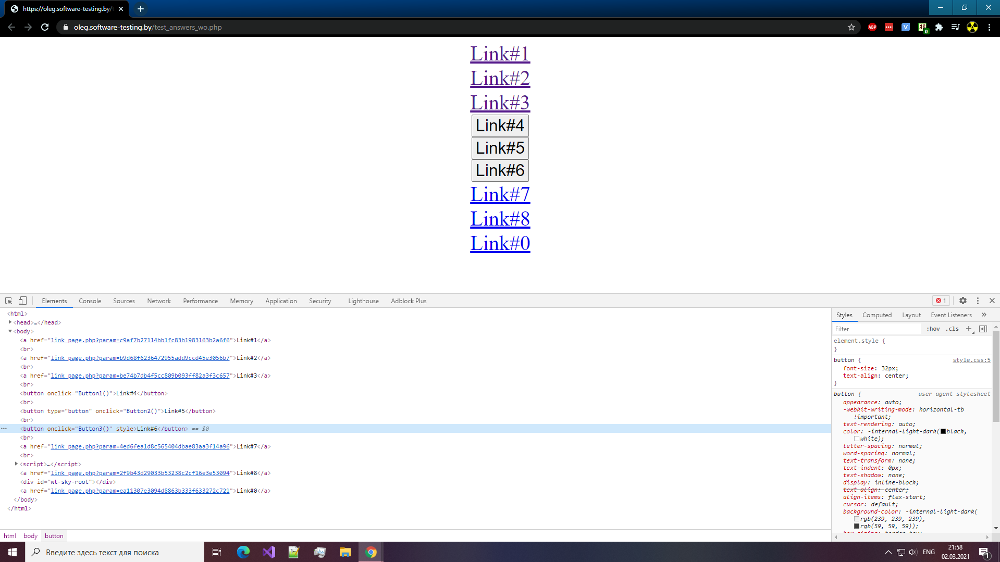 https://oleg.software-testing.by/
oleg.software-testing.by/test_answers_wo.php
ABP
V
0
Link#1
Link#2
Link#3
Link#4
Link#5
Link#6
Link#7
Link#8
Link#0
Elements Console Sources Network Performance Memory Application Security Lighthouse Adblock Plus 1
<html>
<head>…</head>
<body>
<a href="link_page.php?param=c9af7b27114bb1fc83b1983163b2a6f6">Link#1</a>
<br>
<a href="link_page.php?param=b9d68f6236472955add9ccd45e3056b7">Link#2</a>
<br>
<a href="link_page.php?param=be74b7db4f5cc809b093ff82a3f3c657">Link#3</a>
<br>
<button onclick="Button1()">Link#4</button>
<br>
<button type="button" onclick="Button2()">Link#5</button>
<br>
<button onclick="Button3()" style>Link#6</button> == $0
<br>
<a href="link_page.php?param=4ed6fea1d8c565404dbae83aa3f14a96">Link#7</a>
<br>
<script>…</script>
<a href="link_page.php?param=2f9b43d29033b53238c2cf16e3e53094">Link#8</a>
<div id="wt-sky-root"></div>
<a href="link_page.php?param=ea11307e3094d8863b333f633272c721">Link#0</a>
</body>
</html>
html body button
Styles Computed Layout Event Listeners »
Filter :hov .cls +
element.style {
}
button { style.css:5
font-size: 32px;
text-align: center;
}
button { user agent stylesheet
appearance: auto;
-webkit-writing-mode: horizontal-tb
!important;
text-rendering: auto;
color: -internal-light-dark(black,
white);
letter-spacing: normal;
word-spacing: normal;
text-transform: none;
text-indent: 0px;
text-shadow: none;
display: inline-block;
text-align: center;
align-items: flex-start;
cursor: default;
background-color: -internal-light-dark(
rgb(239, 239, 239),
rgb(59, 59, 59));
Введите здесь текст для поиска
ENG
21:58
02.03.2021
1